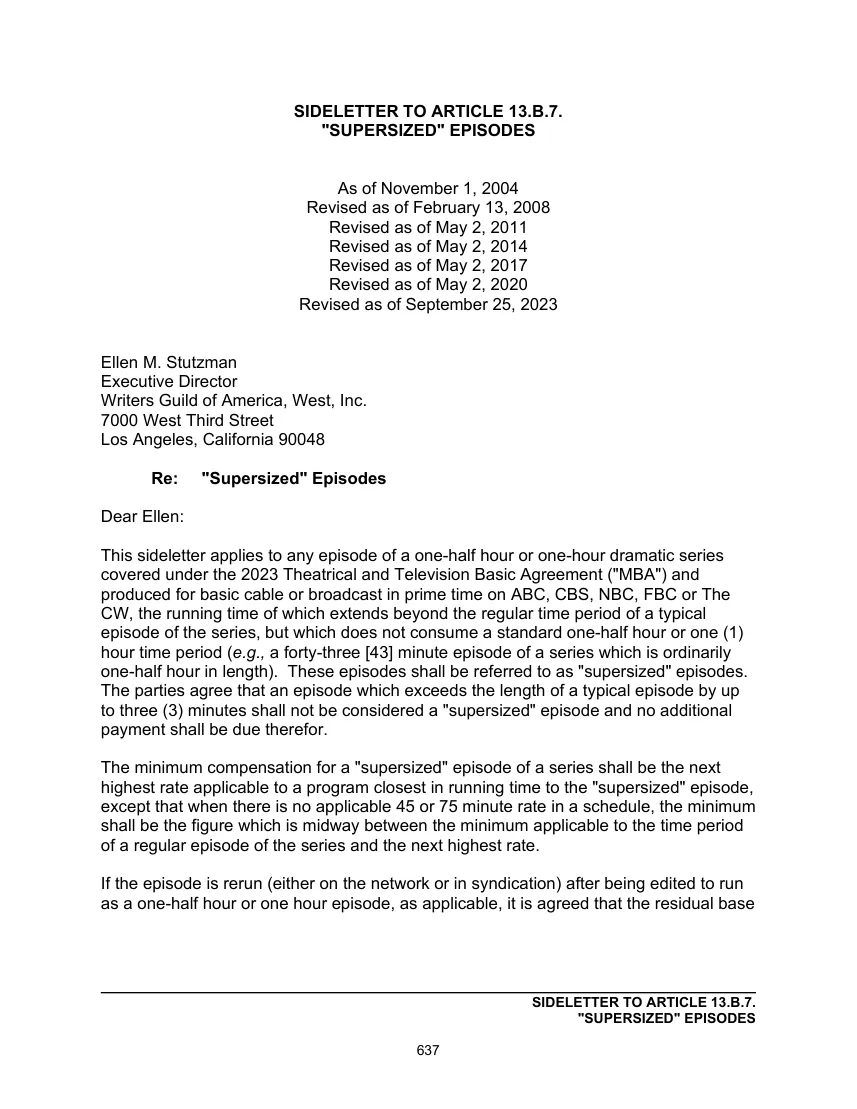 SIDELETTER TO ARTICLE 13.B.7.
"SUPERSIZED" EPISODES
As of November 1, 2004
Revised as of February 13, 2008
Revised as of May 2, 2011
Revised as of May 2, 2014
Revised as of May 2, 2017
Revised as of May 2, 2020
Revised as of September 25, 2023
Ellen M. Stutzman
Executive Director
Writers Guild of America, West, Inc.
7000 West Third Street
Los Angeles, California 90048
Re: "Supersized" Episodes
Dear Ellen:
This sideletter applies to any episode of a one-half hour or one-hour dramatic series
covered under the 2023 Theatrical and Television Basic Agreement ("MBA") and
produced for basic cable or broadcast in prime time on ABC, CBS, NBC, FBC or The
CW, the running time of which extends beyond the regular time period of a typical
episode of the series, but which does not consume a standard one-half hour or one (1)
hour time period (e.g., a forty-three [43] minute episode of a series which is ordinarily
one-half hour in length). These episodes shall be referred to as "supersized" episodes.
The parties agree that an episode which exceeds the length of a typical episode by up
to three (3) minutes shall not be considered a "supersized" episode and no additional
payment shall be due therefor.
The minimum compensation for a "supersized" episode of a series shall be the next
highest rate applicable to a program closest in running time to the "supersized" episode,
except that when there is no applicable 45 or 75 minute rate in a schedule, the minimum
shall be the figure which is midway between the minimum applicable to the time period
of a regular episode of the series and the next highest rate.
If the episode is rerun (either on the network or in syndication) after being edited to run
as a one-half hour or one hour episode, as applicable, it is agreed that the residual base
SIDELETTER TO ARTICLE 13.B.7.
"SUPERSIZED" EPISODES
637